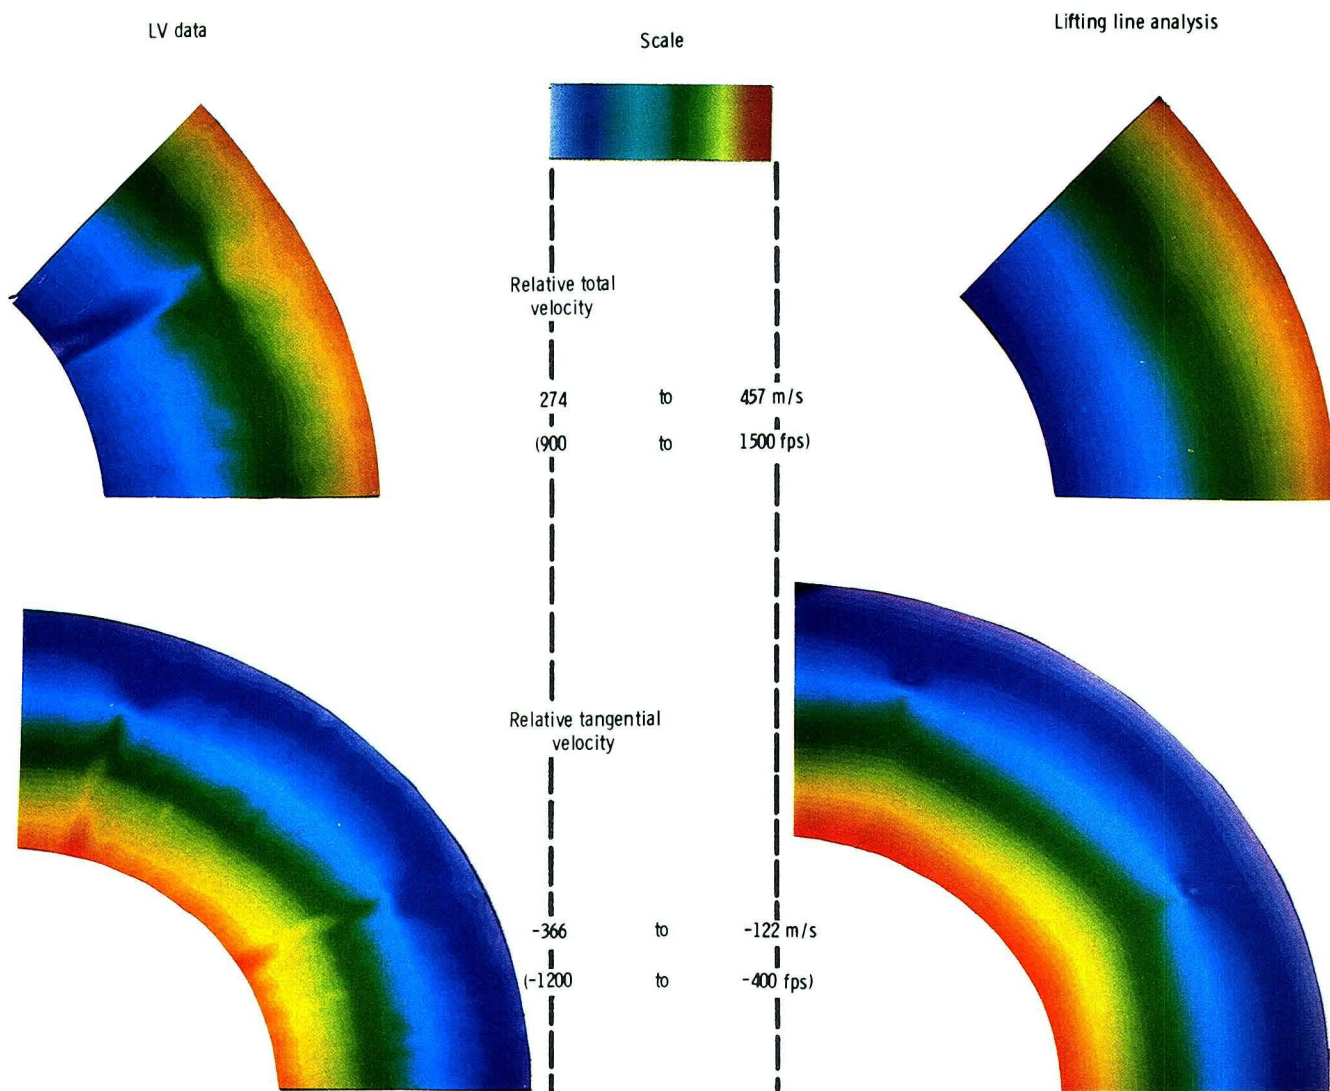 LV data
Scale
Lifting line analysis
Relative total
velocity
274 to 457 m/s
(900 to 1500 fps)
Relative tangential
velocity
-366 to -122 m/s
(-1200 to -400 fps)